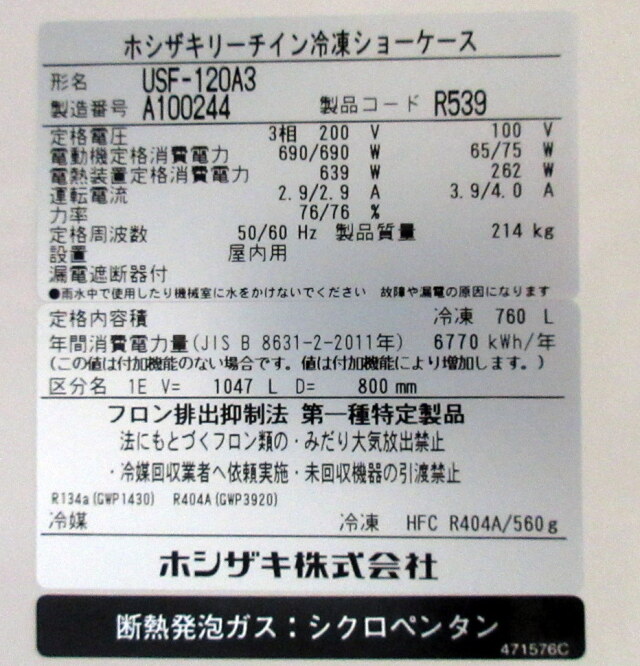 ホシザキリーチイン冷凍ショーケース
形名 USF-120A3
製造番号 A100244 製品コード R539
定格電圧 3相 200 V 100 V
電動機定格消費電力 690/690 W 65/75 W
電熱装置定格消費電力 639 W 262 W
運転電流 2.9/2.9 A 3.9/4.0 A
力率 76/76 %
定格周波数 50/60 Hz 製品質量 214 kg
設置 屋内用
漏電遮断器付
●雨水中で使用したり機械室に水をかけないでください 故障や漏電の原因になります
定格内容積 冷凍 760 L
年間消費電力量(JIS B 8631-2-2011年) 6770 kWh/年
(この値は付加機能のない場合です。値は付加機能により増加します。)
区分名 1E V= 1047 L D= 800 mm
フロン排出抑制法 第一種特定製品
法にもとづくフロン類の・みだり大気放出禁止
・冷媒回収業者へ依頼実施・未回収機器の引渡禁止
R134a(GWP1430) R404A(GWP3920)
冷媒 冷凍 HFC R404A/560g
ホシザキ株式会社
断熱発泡ガス：シクロペンタン
471576C